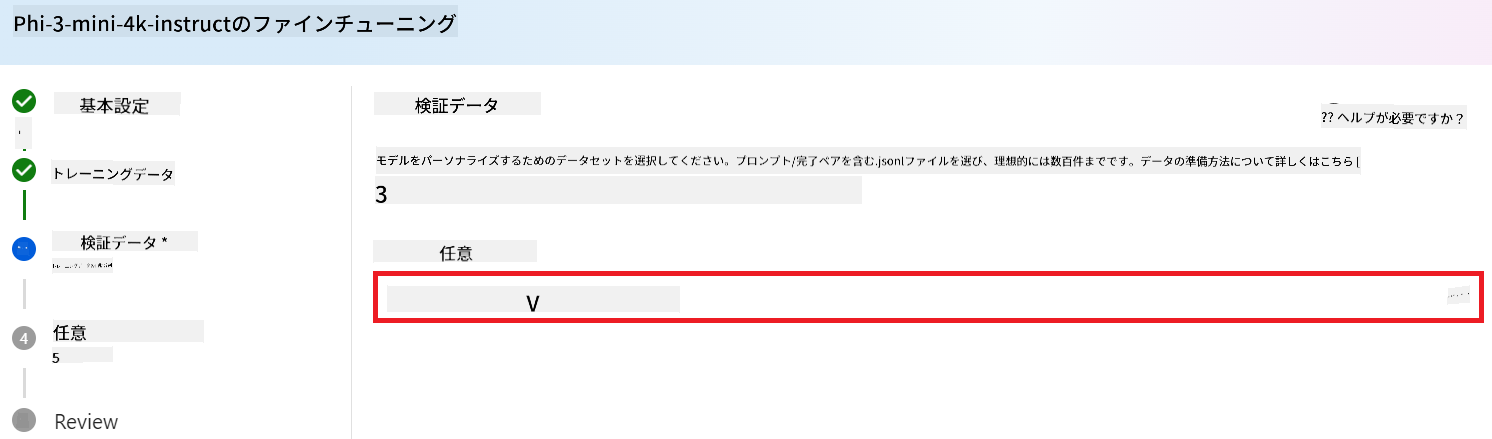 Phi-3-mini-4k-instructのファインチューニング
基本設定
トレーニングデータ
検証データ *
4
任意
5
Review
検証データ
?? ヘルプが必要ですか？
モデルをパーソナライズするためのデータセットを選択してください。プロンプト/完了ペアを含む.jsonlファイルを選び、理想的には数百件までです。データの準備方法について詳しくはこちら [
3
任意
V